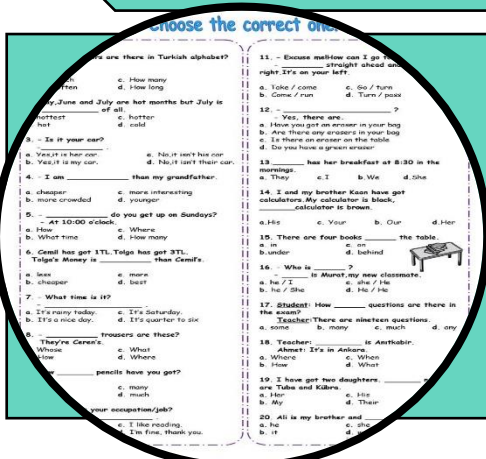 choose the correct one.
rs are there in Turkish alphabet?
c. How many
d. How long
June and July are hot months but July is
of all.
hottest c. hotter
hot d. cold
3. - Is it your car?
- .
a. Yes,it is her car. c. No,it isn't his car
b. Yes,it is my car. d. No,it isn't their car.
4. - I am than my grandfather.
a. cheaper c. more interesting
b. more crowded d. younger
5. - do you get up on Sundays?
- At 10:00 o'clock.
a. How c. Where
b. What time d. How many
6. Cemil has got 1TL.Tolga has got 3TL.
Tolga's Money is than Cemil's.
a. less c. more
b. cheaper d. best
7. - What time is it?
- .
a. It's rainy today. c. It's Saturday.
b. It's a nice day. d. It's quarter to six
8. - trousers are these?
They're Ceren's.
Whose c. What
How d. Where
pencils have you got?
c. many
d. much
your occupation/job?
c. I like reading.
d. I'm fine, thank you.
11. - Excuse me!How can I go
- straight ahead and
right.It's on your left.
a. Take / come c. Go / turn
b. Come / run d. Turn / pass
12. - ?
- Yes, there are.
a. Have you got an eraser in your bag
b. Are there any erasers in your bag
c. Is there an eraser on the table
d. Do you have a green eraser
13 has her breakfast at 8:30 in the
mornings.
a. They c.I b.We d.She
14. I and my brother Kaan have got
calculators.My calculator is black,
calculator is brown.
a.His c. Your b. Our d.Her
15. There are four books the table.
a. in c. on
b.under d. behind
16. - Who is ?
- is Murat,my new classmate.
a. he / I c. she / He
b. he / She d. He / He
17. Student: How questions are there in
the exam?
Teacher:There are nineteen questions.
a. some b. many c. much d. any
18. Teacher: is Anıtkabir.
Ahmet: It's in Ankara.
a. Where c. When
b. How d. What
19. I have got two daughters.
are Tuba and Kübra.
a. Her c. His
b. My d. Their
20. Ali is my brother and
a. he c. she
b. it d.